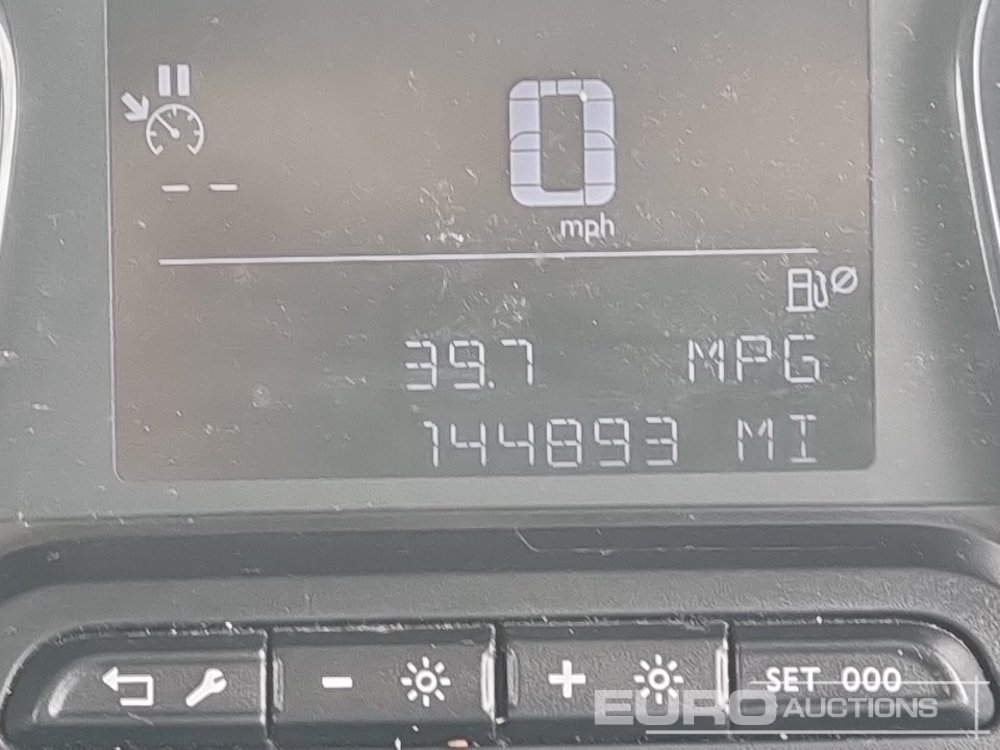 -- 0
mph
39.7 MPG
144893 MI
- + SET 000
EURO AUCTIONS